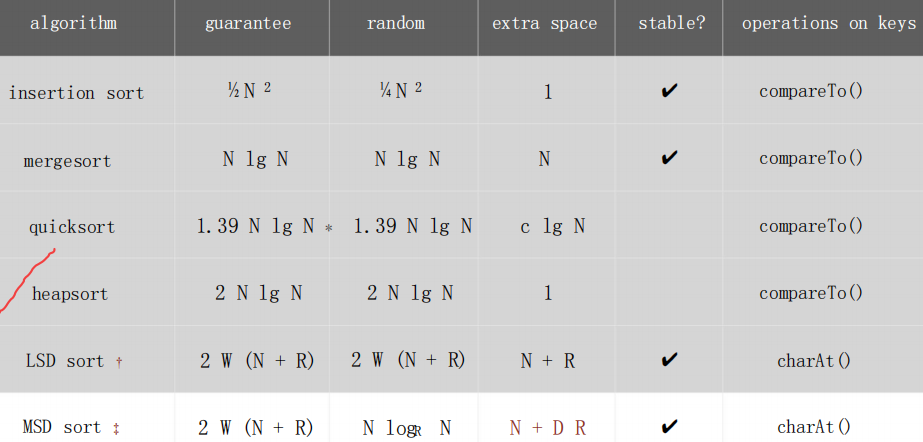 algorithm guarantee random extra space stable? operations on keys
insertion sort ½ N ² ¼ N ² 1 ✔ compareTo()
mergesort N lg N N lg N N ✔ compareTo()
quicksort 1.39 N lg N * 1.39 N lg N c lg N compareTo()
heapsort 2 N lg N 2 N lg N 1 compareTo()
LSD sort † 2 W (N + R) 2 W (N + R) N + R ✔ charAt()
MSD sort ‡ 2 W (N + R) N logR N N + D R ✔ charAt()